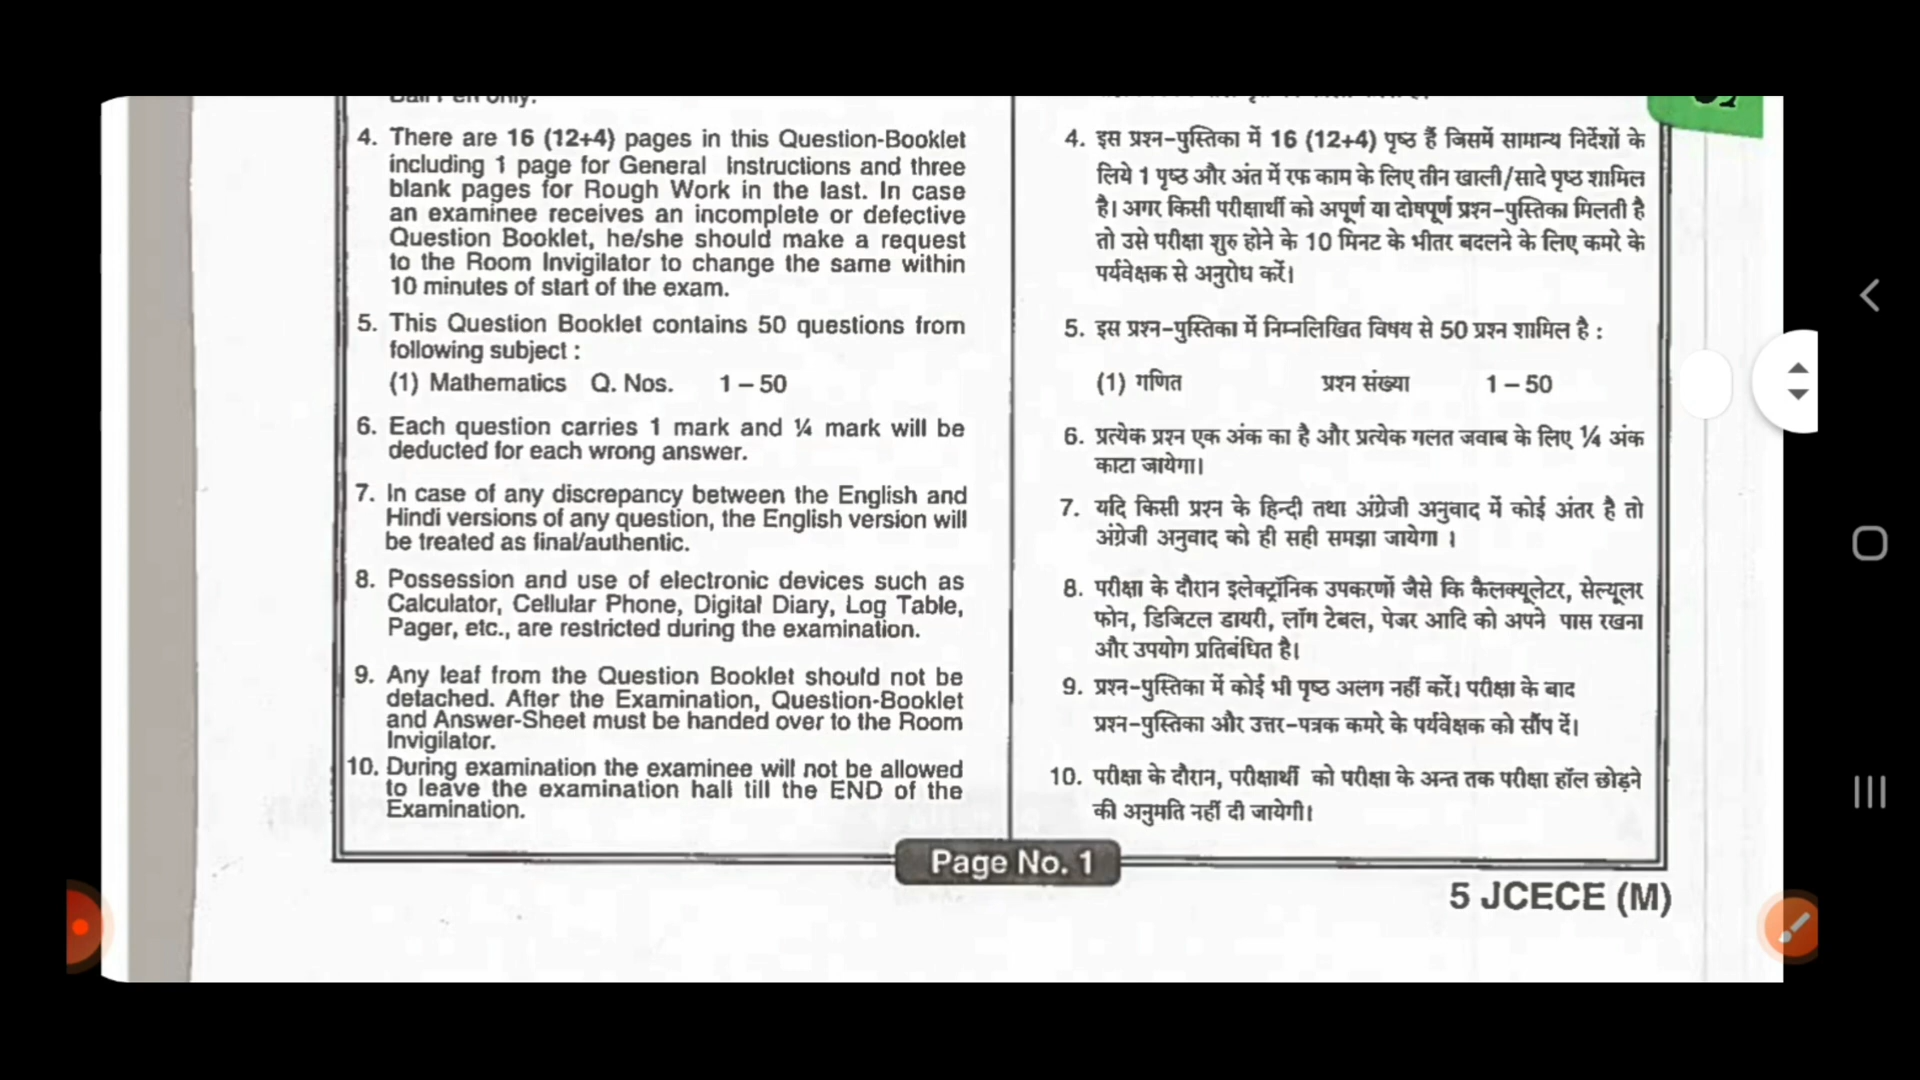 Ball Pen only.
4. There are 16 (12+4) pages in this Question-Booklet
including 1 page for General Instructions and three
blank pages for Rough Work in the last. In case
an examinee receives an incomplete or defective
Question Booklet, he/she should make a request
to the Room Invigilator to change the same within
10 minutes of start of the exam.
5. This Question Booklet contains 50 questions from
following subject :
(1) Mathematics Q. Nos. 1 – 50
6. Each question carries 1 mark and ¼ mark will be
deducted for each wrong answer.
7. In case of any discrepancy between the English and
Hindi versions of any question, the English version will
be treated as final/authentic.
8. Possession and use of electronic devices such as
Calculator, Cellular Phone, Digital Diary, Log Table,
Pager, etc., are restricted during the examination.
9. Any leaf from the Question Booklet should not be
detached. After the Examination, Question-Booklet
and Answer-Sheet must be handed over to the Room
Invigilator.
10. During examination the examinee will not be allowed
to leave the examination hall till the END of the
Examination.
4. इस प्रश्न-पुस्तिका में 16 (12+4) पृष्ठ हैं जिसमें सामान्य निर्देशों के
लिये 1 पृष्ठ और अंत में रफ काम के लिए तीन खाली/सादे पृष्ठ शामिल
है। अगर किसी परीक्षार्थी को अपूर्ण या दोषपूर्ण प्रश्न-पुस्तिका मिलती है
तो उसे परीक्षा शुरु होने के 10 मिनट के भीतर बदलने के लिए कमरे के
पर्यवेक्षक से अनुरोध करें।
5. इस प्रश्न-पुस्तिका में निम्नलिखित विषय से 50 प्रश्न शामिल है :
(1) गणित प्रश्न संख्या 1 – 50
6. प्रत्येक प्रश्न एक अंक का है और प्रत्येक गलत जवाब के लिए ¼ अंक
काटा जायेगा।
7. यदि किसी प्रश्न के हिन्दी तथा अंग्रेजी अनुवाद में कोई अंतर है तो
अंग्रेजी अनुवाद को ही सही समझा जायेगा ।
8. परीक्षा के दौरान इलेक्ट्रॉनिक उपकरणों जैसे कि कैलक्यूलेटर, सेल्यूलर
फोन, डिजिटल डायरी, लॉग टेबल, पेजर आदि को अपने पास रखना
और उपयोग प्रतिबंधित है।
9. प्रश्न-पुस्तिका में कोई भी पृष्ठ अलग नहीं करें। परीक्षा के बाद
प्रश्न-पुस्तिका और उत्तर-पत्रक कमरे के पर्यवेक्षक को सौंप दें।
10. परीक्षा के दौरान, परीक्षार्थी को परीक्षा के अन्त तक परीक्षा हॉल छोड़ने
की अनुमति नहीं दी जायेगी।
Page No. 1
5 JCECE (M)